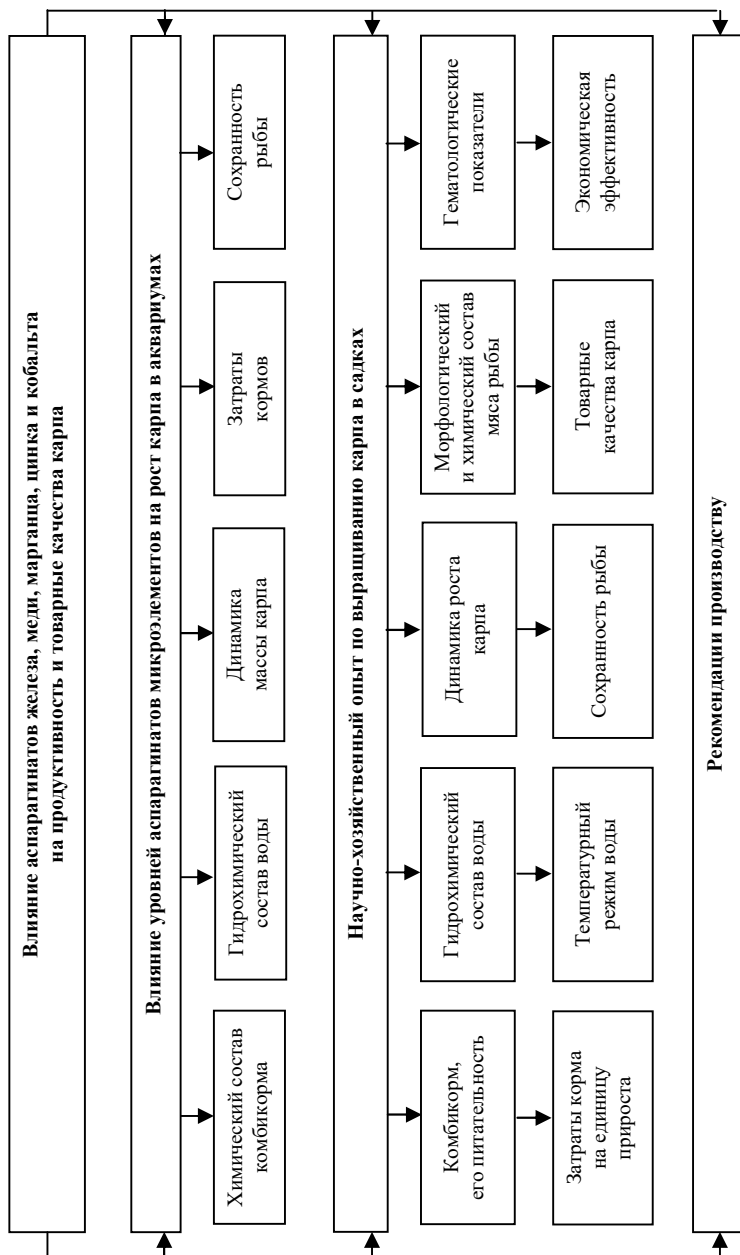 Влияние аспарагинатов железа, меди, марганца, цинка и кобальта
на продуктивность и товарные качества карпа
Влияние уровней аспарагинатов микроэлементов на рост карпа в аквариумах
Химический состав
комбикорма
Гидрохимический
состав воды
Динамика
массы карпа
Затраты
кормов
Сохранность
рыбы
Научно-хозяйственный опыт по выращиванию карпа в садках
Комбикорм,
его питательность
Гидрохимический
состав воды
Динамика роста
карпа
Морфологический
и химический состав
мяса рыбы
Гематологические
показатели
Затраты корма
на единицу
прироста
Температурный
режим воды
Сохранность рыбы
Товарные
качества карпа
Экономическая
эффективность
Рекомендации производству